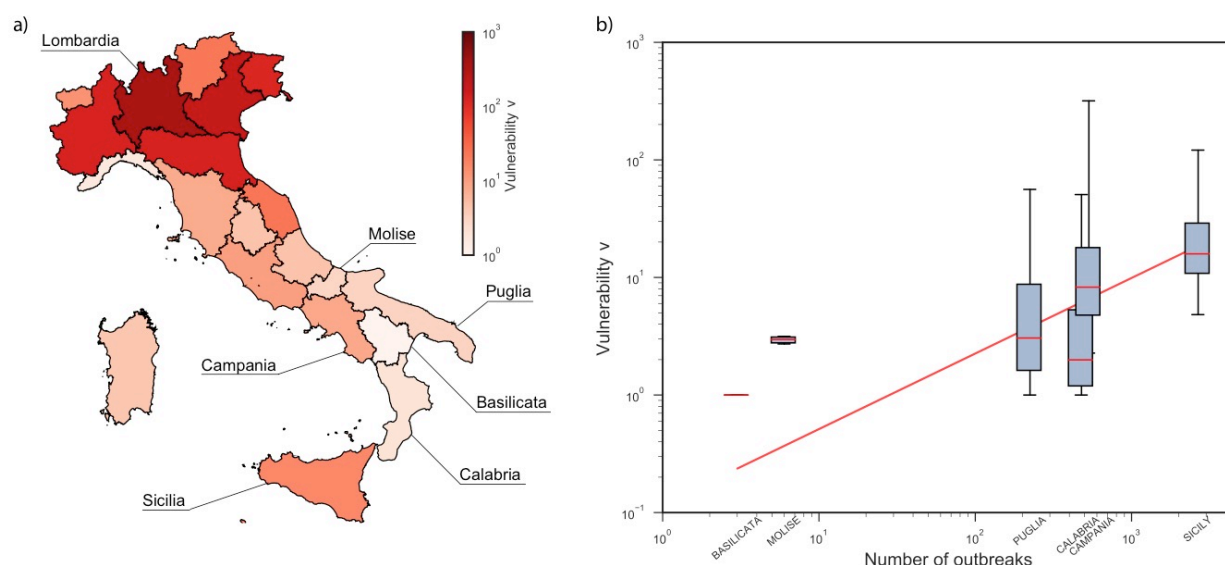 a)
Lombardia
10³
10²
10¹
10⁰
Vulnerability v
Molise
Puglia
Campania
Basilicata
Calabria
Sicilia
b)
10³
10²
10¹
10⁰
10⁻¹
Vulnerability v
10⁰
10¹
10²
10³
BASILICATA
MOLISE
PUGLIA
CALABRIA
CAMPANIA
SICILY
Number of outbreaks